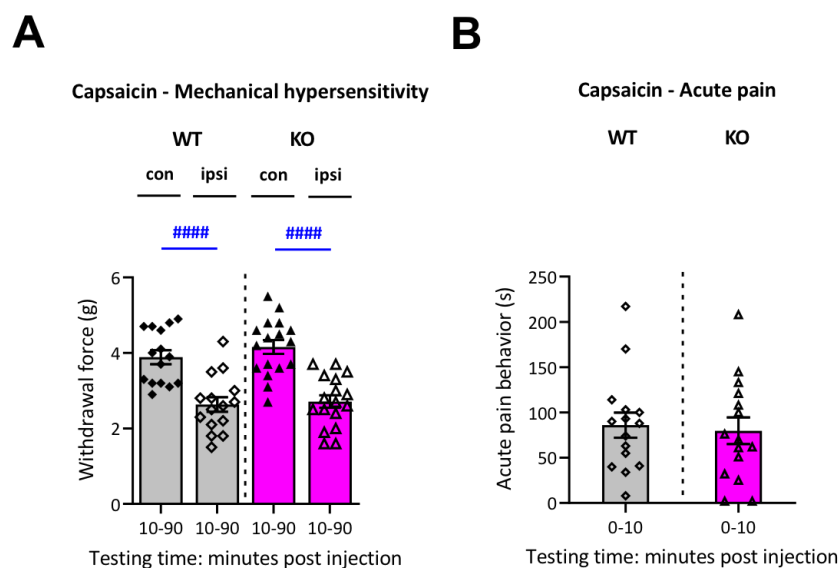 A
Capsaicin - Mechanical hypersensitivity
WT KO
con ipsi con ipsi
#### ####
Withdrawal force (g)
6
4
2
0
10-90 10-90 10-90 10-90
Testing time: minutes post injection
B
Capsaicin - Acute pain
WT KO
Acute pain behavior (s)
250
200
150
100
50
0
0-10 0-10
Testing time: minutes post injection